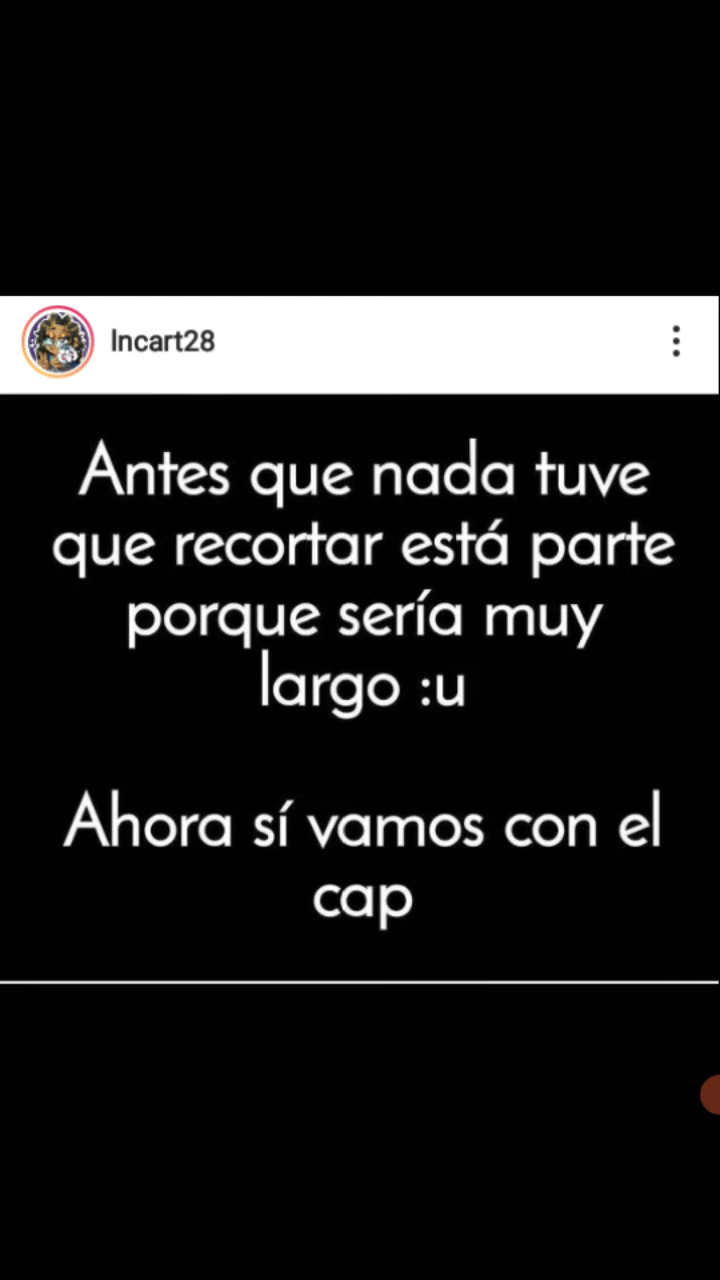 lncart28
Antes que nada tuve
que recortar está parte
porque sería muy
largo :u
Ahora sí vamos con el
cap